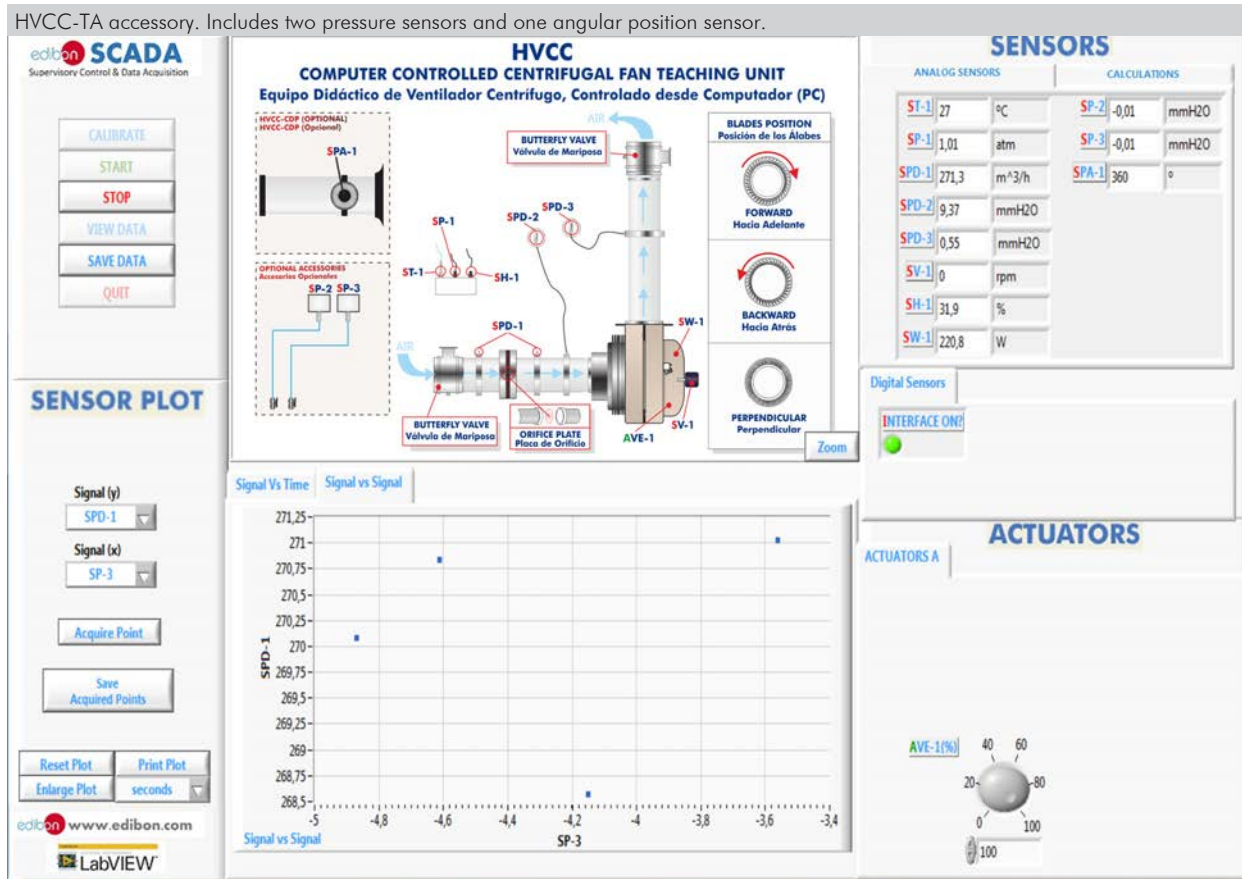 HVCC-TA accessory. Includes two pressure sensors and one angular position sensor.
edibon SCADA
Supervisory Control & Data Acquisition
CALIBRATE
START
STOP
VIEW DATA
SAVE DATA
QUIT
SENSOR PLOT
Signal (y)
SPD-1
Signal (x)
SP-3
Acquire Point
Save
Acquired Points
Reset Plot
Print Plot
Enlarge Plot
seconds
edibon www.edibon.com
LabVIEW
HVCC
COMPUTER CONTROLLED CENTRIFUGAL FAN TEACHING UNIT
Equipo Didáctico de Ventilador Centrífugo, Controlado desde Computador (PC)
HVCC-CDP (OPTIONAL)
HVCC-CDP (Opcional)
SPA-1
OPTIONAL ACCESSORIES
Accesorios Opcionales
SP-2 SP-3
AIR
BUTTERFLY VALVE
Válvula de Mariposa
SP-1
SPD-2
SPD-3
ST-1
SH-1
SPD-1
SW-1
AIR
BUTTERFLY VALVE
Válvula de Mariposa
ORIFICE PLATE
Placa de Orificio
AVE-1
SV-1
BLADES POSITION
Posición de los Álabes
FORWARD
Hacia Adelante
BACKWARD
Hacia Atrás
PERPENDICULAR
Perpendicular
Zoom
Signal Vs Time
Signal vs Signal
271,25
271
270,75
270,5
270,25
270
269,75
269,5
269,25
269
268,75
268,5
SPD-1
-5 -4,8 -4,6 -4,4 -4,2 -4 -3,8 -3,6 -3,4
SP-3
Signal vs Signal
SENSORS
ANALOG SENSORS
CALCULATIONS
ST-1 27 ºC
SP-1 1,01 atm
SPD-1 271,3 m^3/h
SPD-2 9,37 mmH2O
SPD-3 0,55 mmH2O
SV-1 0 rpm
SH-1 31,9 %
SW-1 220,8 W
SP-2 -0,01 mmH2O
SP-3 -0,01 mmH2O
SPA-1 360 º
Digital Sensors
INTERFACE ON?
ACTUATORS
ACTUATORS A
AVE-1(%)
40 60
20 80
0 100
100